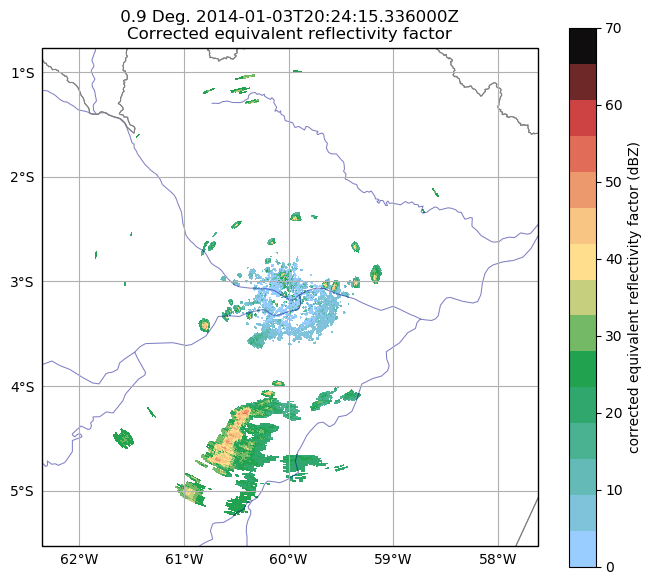 0.9 Deg. 2014-01-03T20:24:15.336000Z
Corrected equivalent reflectivity factor
1°S
2°S
3°S
4°S
5°S
62°W
61°W
60°W
59°W
58°W
70
60
50
40
30
20
10
0
corrected equivalent reflectivity factor (dBZ)